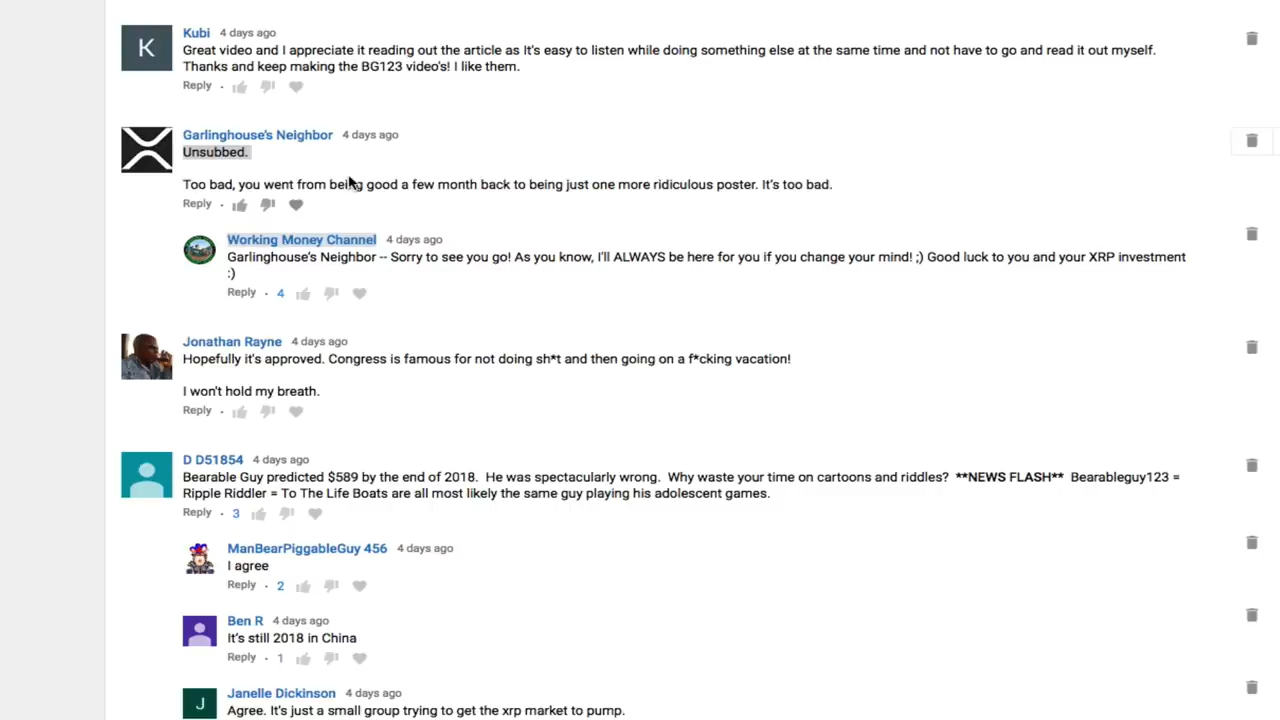 Kubi 4 days ago
Great video and I appreciate it reading out the article as It's easy to listen while doing something else at the same time and not have to go and read it out myself.
Thanks and keep making the BG123 video's! I like them.
Reply
K
Garlinghouse's Neighbor 4 days ago
Unsubbed.
Too bad, you went from being good a few month back to being just one more ridiculous poster. It's too bad.
Reply
Working Money Channel 4 days ago
Garlinghouse's Neighbor -- Sorry to see you go! As you know, I'll ALWAYS be here for you if you change your mind! ;) Good luck to you and your XRP investment
:)
Reply · 4
Jonathan Rayne 4 days ago
Hopefully it's approved. Congress is famous for not doing sh*t and then going on a f*cking vacation!
I won't hold my breath.
Reply
D D51854 4 days ago
Bearable Guy predicted $589 by the end of 2018. He was spectacularly wrong. Why waste your time on cartoons and riddles? **NEWS FLASH** Bearableguy123 =
Ripple Riddler = To The Life Boats are all most likely the same guy playing his adolescent games.
Reply · 3
ManBearPiggableGuy 456 4 days ago
I agree
Reply · 2
Ben R 4 days ago
It's still 2018 in China
Reply · 1
Janelle Dickinson 4 days ago
J
Agree. It's just a small group trying to get the xrp market to pump.